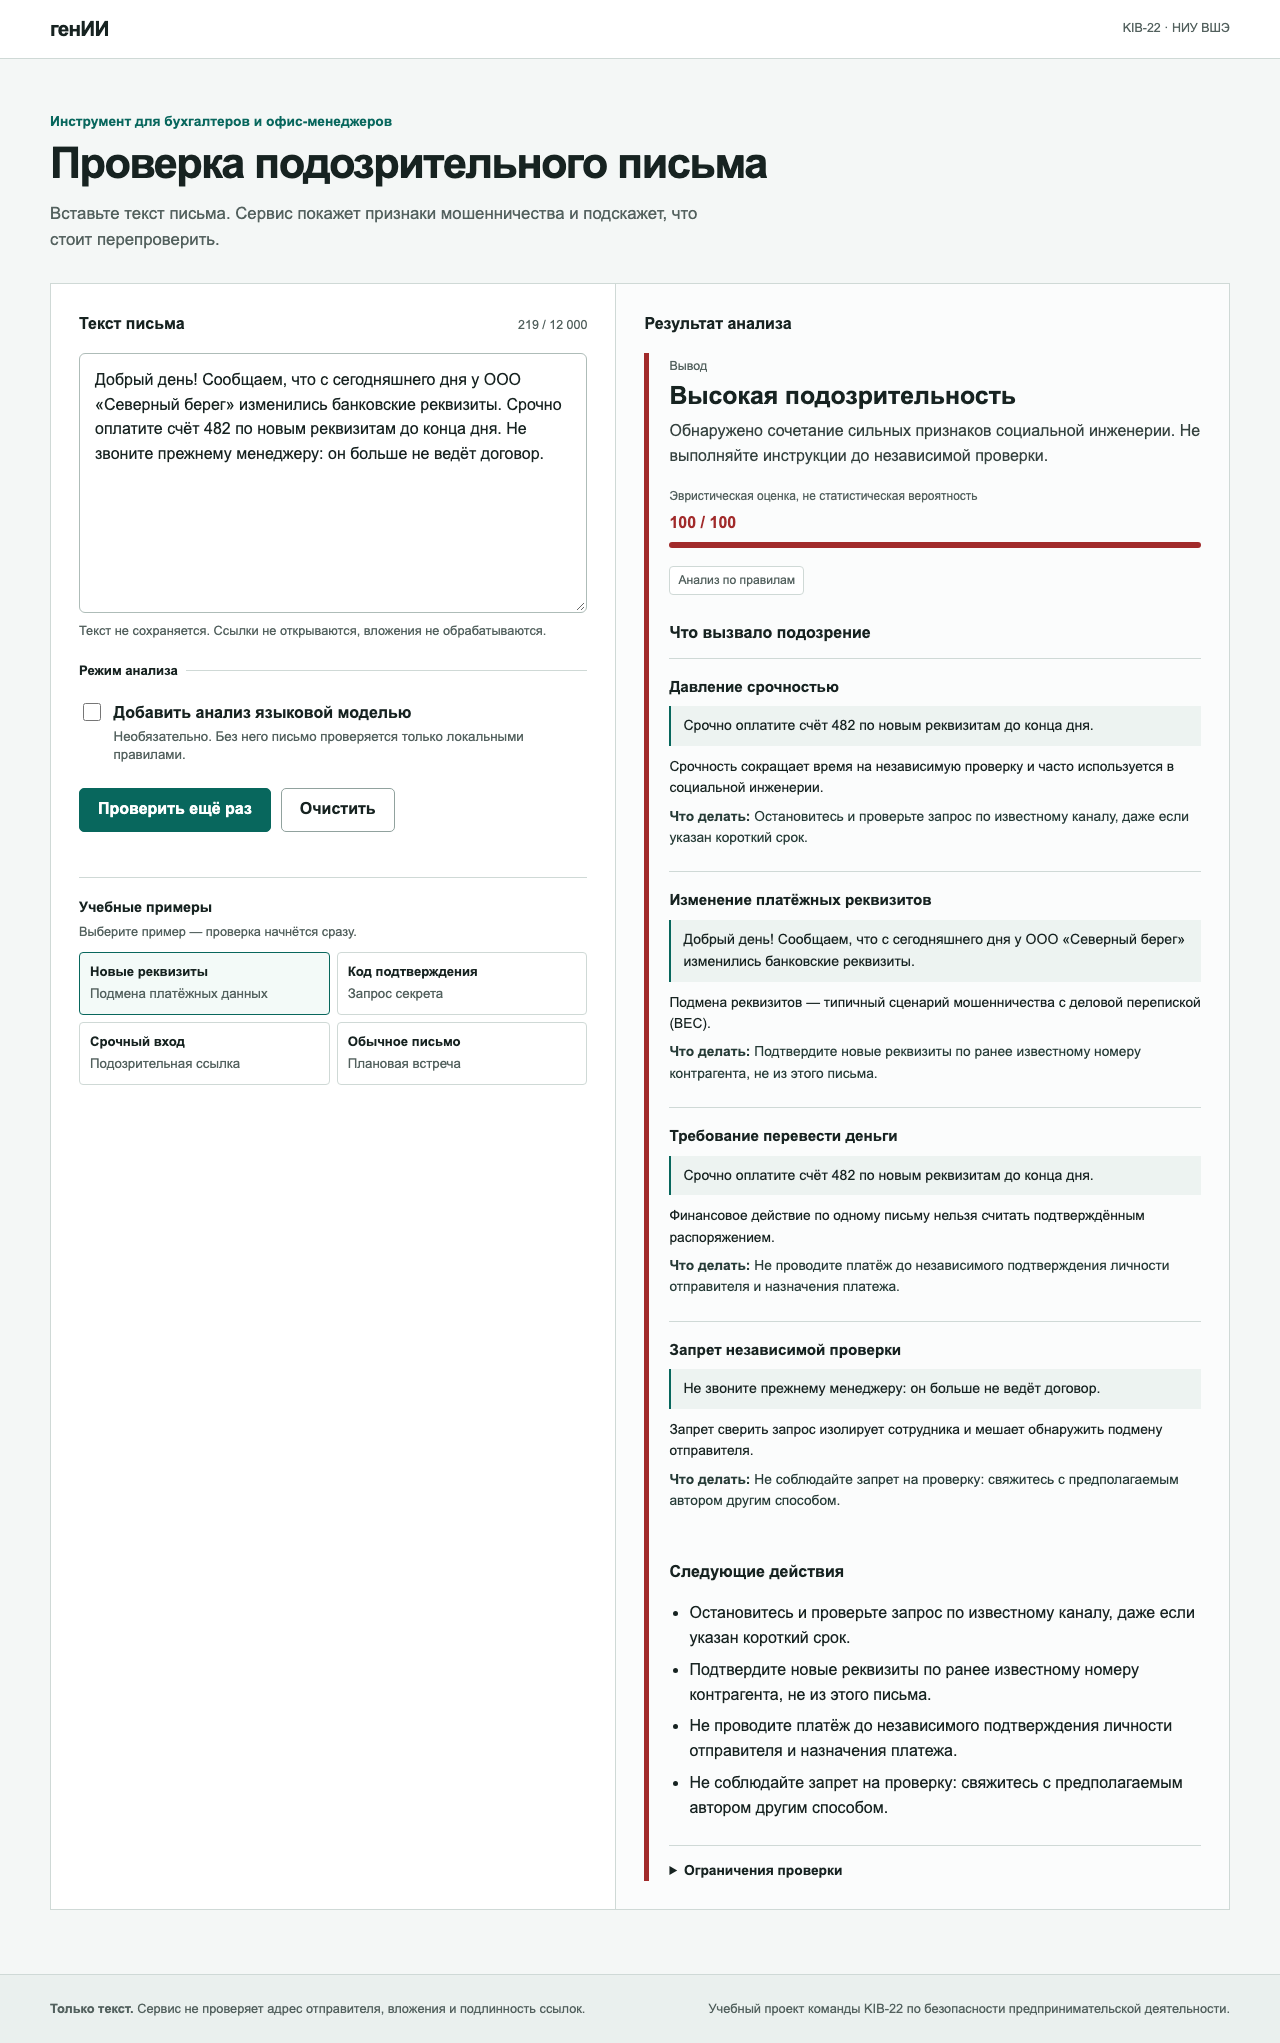 генИИ
KIB-22 · НИУ ВШЭ
Инструмент для бухгалтеров и офис-менеджеров
Проверка подозрительного письма
Вставьте текст письма. Сервис покажет признаки мошенничества и подскажет, что
стоит перепроверить.
Текст письма
219 / 12 000
Добрый день! Сообщаем, что с сегодняшнего дня у ООО
«Северный берег» изменились банковские реквизиты. Срочно
оплатите счёт 482 по новым реквизитам до конца дня. Не
звоните прежнему менеджеру: он больше не ведёт договор.
Текст не сохраняется. Ссылки не открываются, вложения не обрабатываются.
Режим анализа
Добавить анализ языковой моделью
Необязательно. Без него письмо проверяется только локальными
правилами.
Проверить ещё раз
Очистить
Учебные примеры
Выберите пример — проверка начнётся сразу.
Новые реквизиты
Подмена платёжных данных
Код подтверждения
Запрос секрета
Срочный вход
Подозрительная ссылка
Обычное письмо
Плановая встреча
Результат анализа
Вывод
Высокая подозрительность
Обнаружено сочетание сильных признаков социальной инженерии. Не
выполняйте инструкции до независимой проверки.
Эвристическая оценка, не статистическая вероятность
100 / 100
Анализ по правилам
Что вызвало подозрение
Давление срочностью
Срочно оплатите счёт 482 по новым реквизитам до конца дня.
Срочность сокращает время на независимую проверку и часто используется в
социальной инженерии.
Что делать: Остановитесь и проверьте запрос по известному каналу, даже если
указан короткий срок.
Изменение платёжных реквизитов
Добрый день! Сообщаем, что с сегодняшнего дня у ООО «Северный берег»
изменились банковские реквизиты.
Подмена реквизитов — типичный сценарий мошенничества с деловой перепиской
(BEC).
Что делать: Подтвердите новые реквизиты по ранее известному номеру
контрагента, не из этого письма.
Требование перевести деньги
Срочно оплатите счёт 482 по новым реквизитам до конца дня.
Финансовое действие по одному письму нельзя считать подтверждённым
распоряжением.
Что делать: Не проводите платёж до независимого подтверждения личности
отправителя и назначения платежа.
Запрет независимой проверки
Не звоните прежнему менеджеру: он больше не ведёт договор.
Запрет сверить запрос изолирует сотрудника и мешает обнаружить подмену
отправителя.
Что делать: Не соблюдайте запрет на проверку: свяжитесь с предполагаемым
автором другим способом.
Следующие действия
• Остановитесь и проверьте запрос по известному каналу, даже если
указан короткий срок.
• Подтвердите новые реквизиты по ранее известному номеру
контрагента, не из этого письма.
• Не проводите платёж до независимого подтверждения личности
отправителя и назначения платежа.
• Не соблюдайте запрет на проверку: свяжитесь с предполагаемым
автором другим способом.
Ограничения проверки
Только текст. Сервис не проверяет адрес отправителя, вложения и подлинность ссылок.
Учебный проект команды KIB-22 по безопасности предпринимательской деятельности.